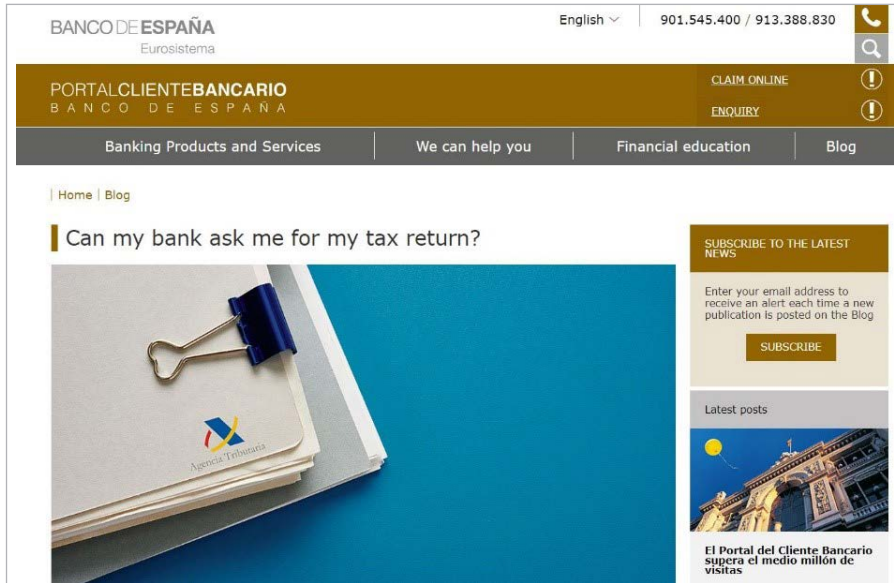 BANCO DE ESPAÑA
Eurosistema
English
901.545.400 / 913.388.830
PORTALCLIENTEBANCARIO
BANCO DE ESPAÑA
CLAIM ONLINE
ENQUIRY
Banking Products and Services
We can help you
Financial education
Blog
Home | Blog
Can my bank ask me for my tax return?
Agencia Tributaria
SUBSCRIBE TO THE LATEST
NEWS
Enter your email address to
receive an alert each time a new
publication is posted on the Blog
SUBSCRIBE
Latest posts
El Portal del Cliente Bancario
supera el medio millón de
visitas